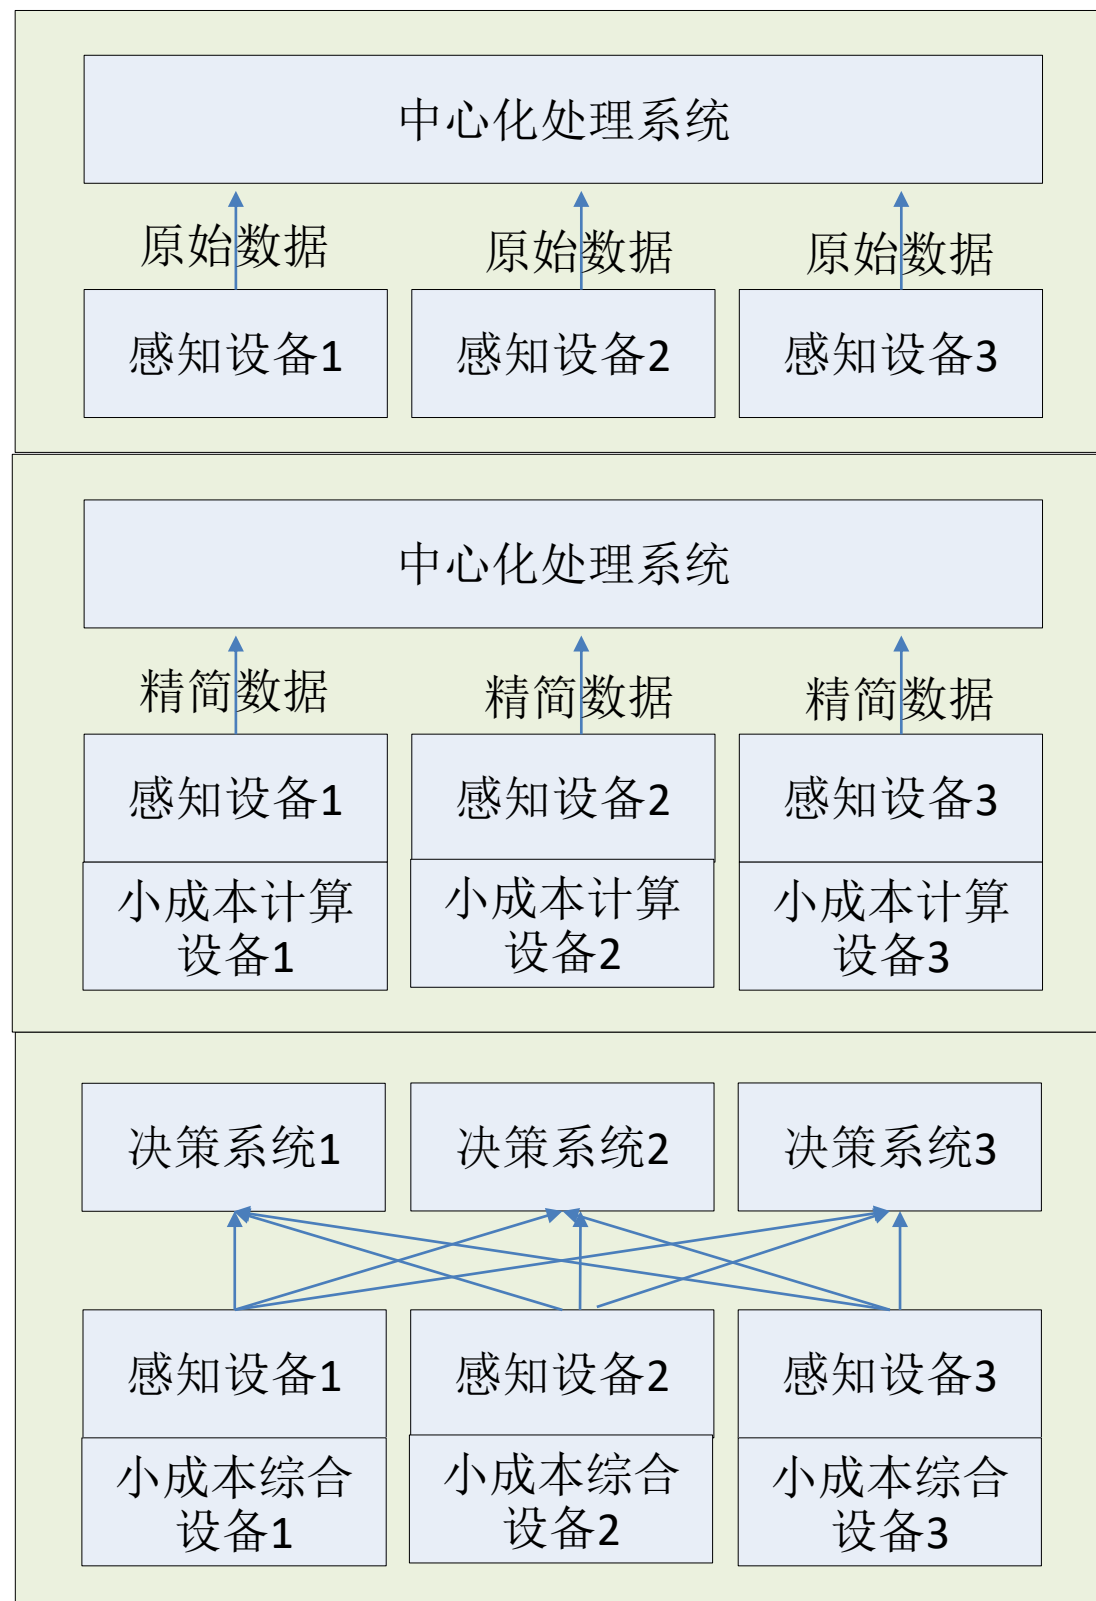 中心化处理系统
原始数据
原始数据
原始数据
感知设备1
感知设备2
感知设备3
中心化处理系统
精简数据
精简数据
精简数据
感知设备1
感知设备2
感知设备3
小成本计算
设备1
小成本计算
设备2
小成本计算
设备3
决策系统1
决策系统2
决策系统3
感知设备1
感知设备2
感知设备3
小成本综合
设备1
小成本综合
设备2
小成本综合
设备3